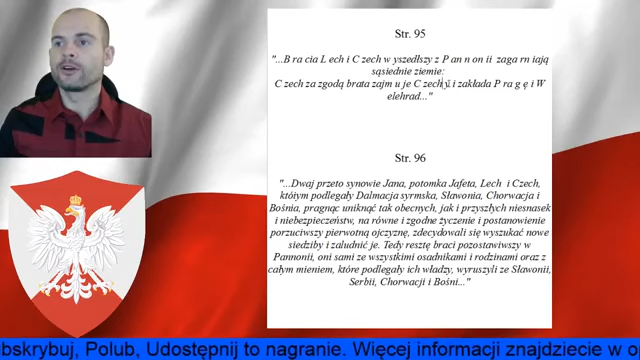 Str. 95
"...B ra cia L ech i C zech w yszedłszy z P an n on ii zaga rn iają
sąsiednie ziemie:
C zech za zgodą brata zajm u je C zech y i zakłada P ra g ę i W
elehrad..."
Str. 96
"...Dwaj przeto synowie Jana, potomka Jafeta, Lech i Czech,
któiym podlegały Dalmacja syrmska, Sławonia, Chorwacja i
Bośnia, pragnąc uniknąć tak obecnych, jak i przyszłych niesnasek
i niebezpieczeństw, na równe i zgodne życzenie i postanowienie
porzuciwszy pierwotną ojczyznę, zdecydowali się wyszukać nowe
siedziby i zaludnić je. Tedy resztę braci pozostawiwszy w
Pannonii, oni sami ze wszystkimi osadnikami i rodzinami oraz z
całym mieniem, które podlegały ich władzy, wyruszyli ze Sławonii,
Serbii, Chorwacji i Bośni..."
bskrybuj, Polub, Udostępnij to nagranie. Więcej informacji znajdziecie w o